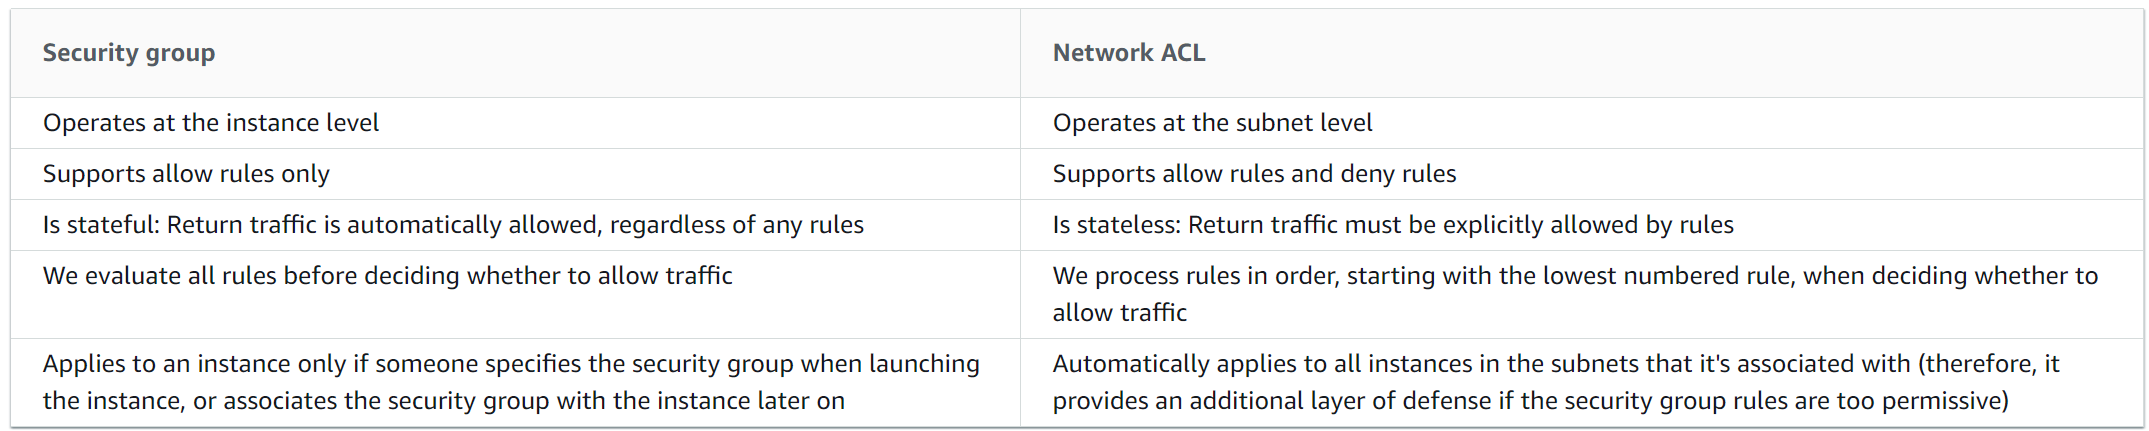 Security group
Network ACL
Operates at the instance level
Operates at the subnet level
Supports allow rules only
Supports allow rules and deny rules
Is stateful: Return traffic is automatically allowed, regardless of any rules
Is stateless: Return traffic must be explicitly allowed by rules
We evaluate all rules before deciding whether to allow traffic
We process rules in order, starting with the lowest numbered rule, when deciding whether to
allow traffic
Applies to an instance only if someone specifies the security group when launching
the instance, or associates the security group with the instance later on
Automatically applies to all instances in the subnets that it's associated with (therefore, it
provides an additional layer of defense if the security group rules are too permissive)